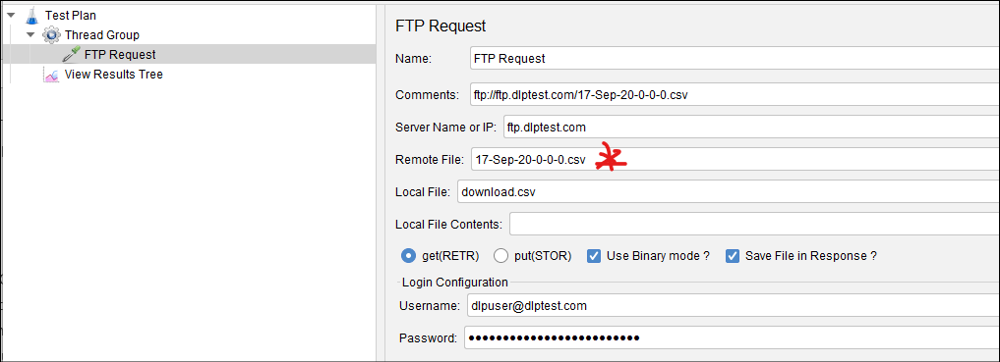 Test Plan
Thread Group
FTP Request
View Results Tree
FTP Request
Name: FTP Request
Comments: ftp://ftp.dlptest.com/17-Sep-20-0-0-0.csv
Server Name or IP: ftp.dlptest.com
Remote File: 17-Sep-20-0-0-0.csv
Local File: download.csv
Local File Contents:
get(RETR) put(STOR) Use Binary mode ? Save File in Response ?
Login Configuration
Username: dlpuser@dlptest.com
Password: ●●●●●●●●●●●●●●●●●●●●●●●●●